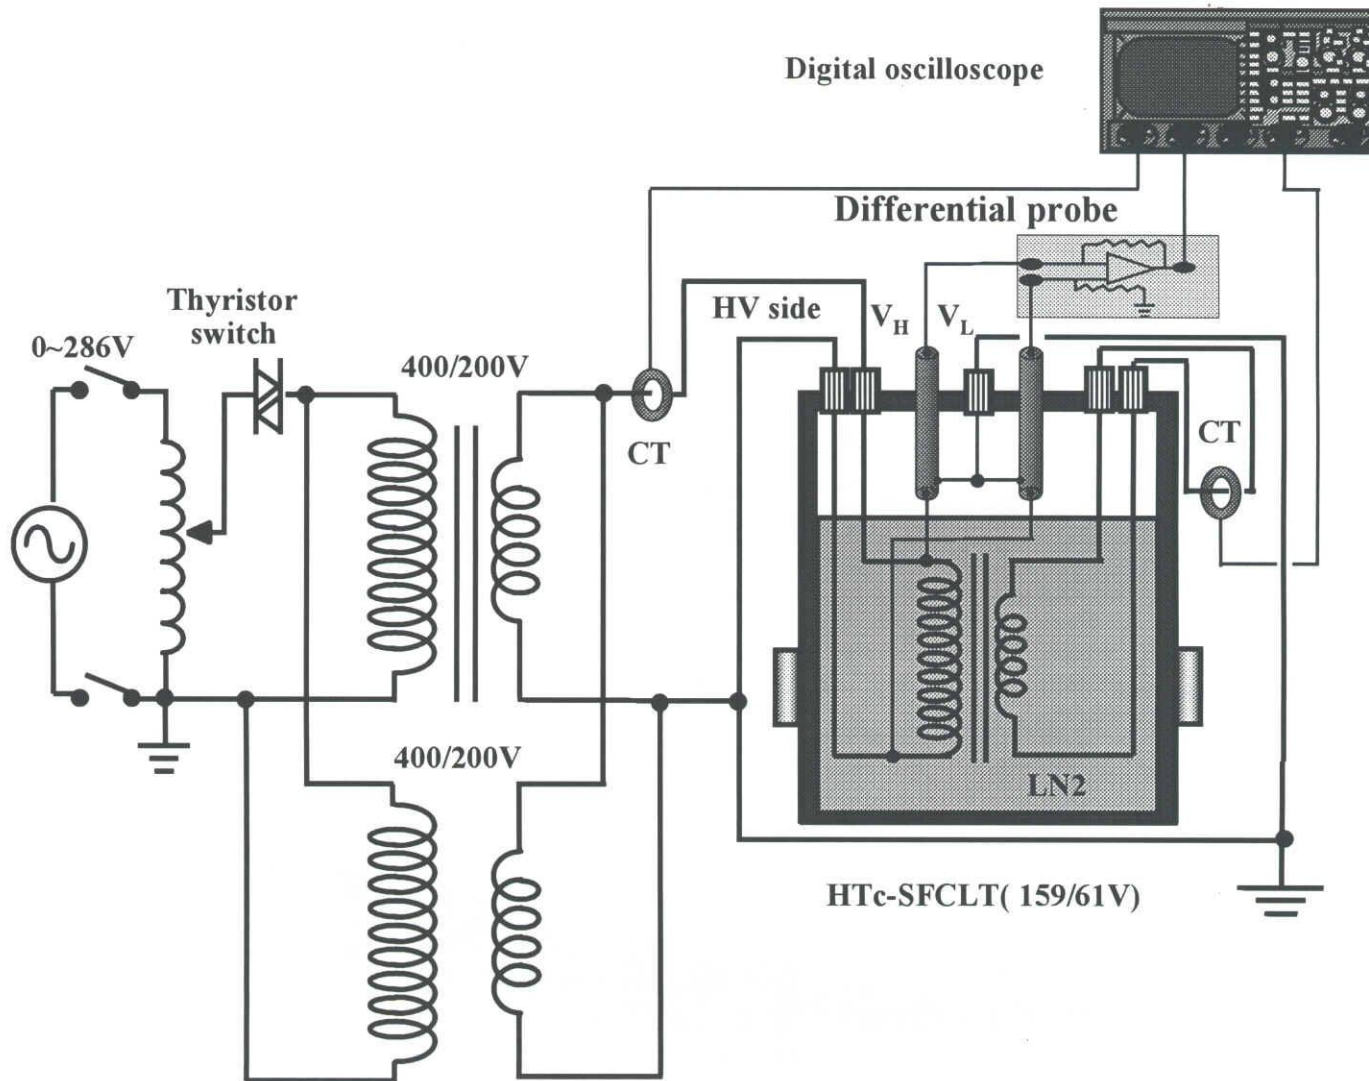 Digital oscilloscope
Differential probe
Thyristor
switch
HV side
V_H
V_L
0~286V
400/200V
CT
CT
400/200V
LN2
HTc-SFCLT( 159/61V)